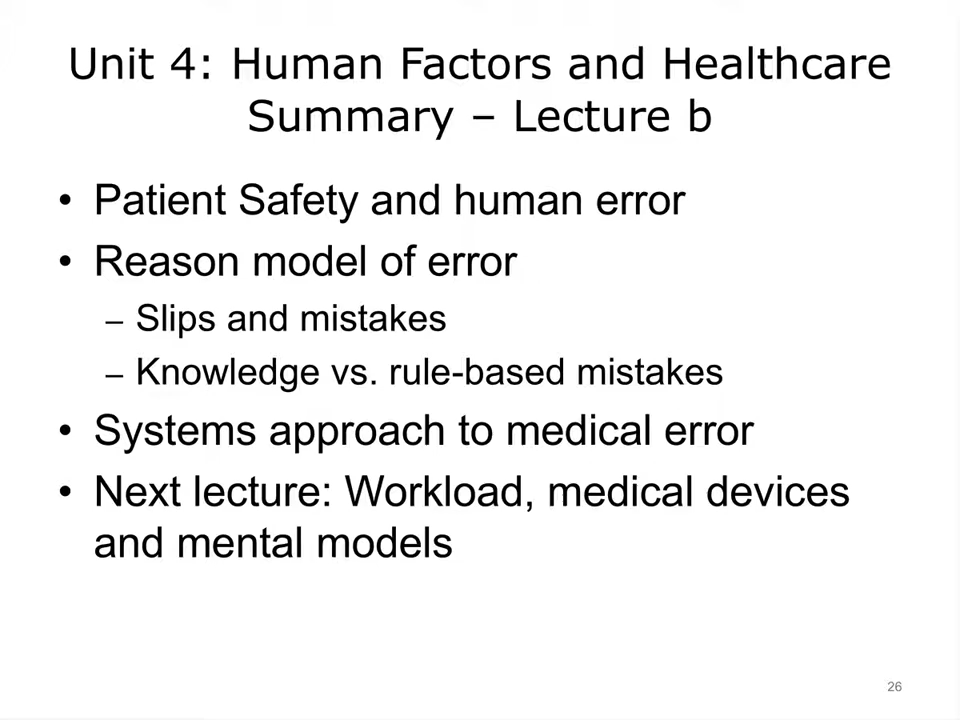 Unit 4: Human Factors and Healthcare
Summary – Lecture b
• Patient Safety and human error
• Reason model of error
– Slips and mistakes
– Knowledge vs. rule-based mistakes
• Systems approach to medical error
• Next lecture: Workload, medical devices
and mental models
26